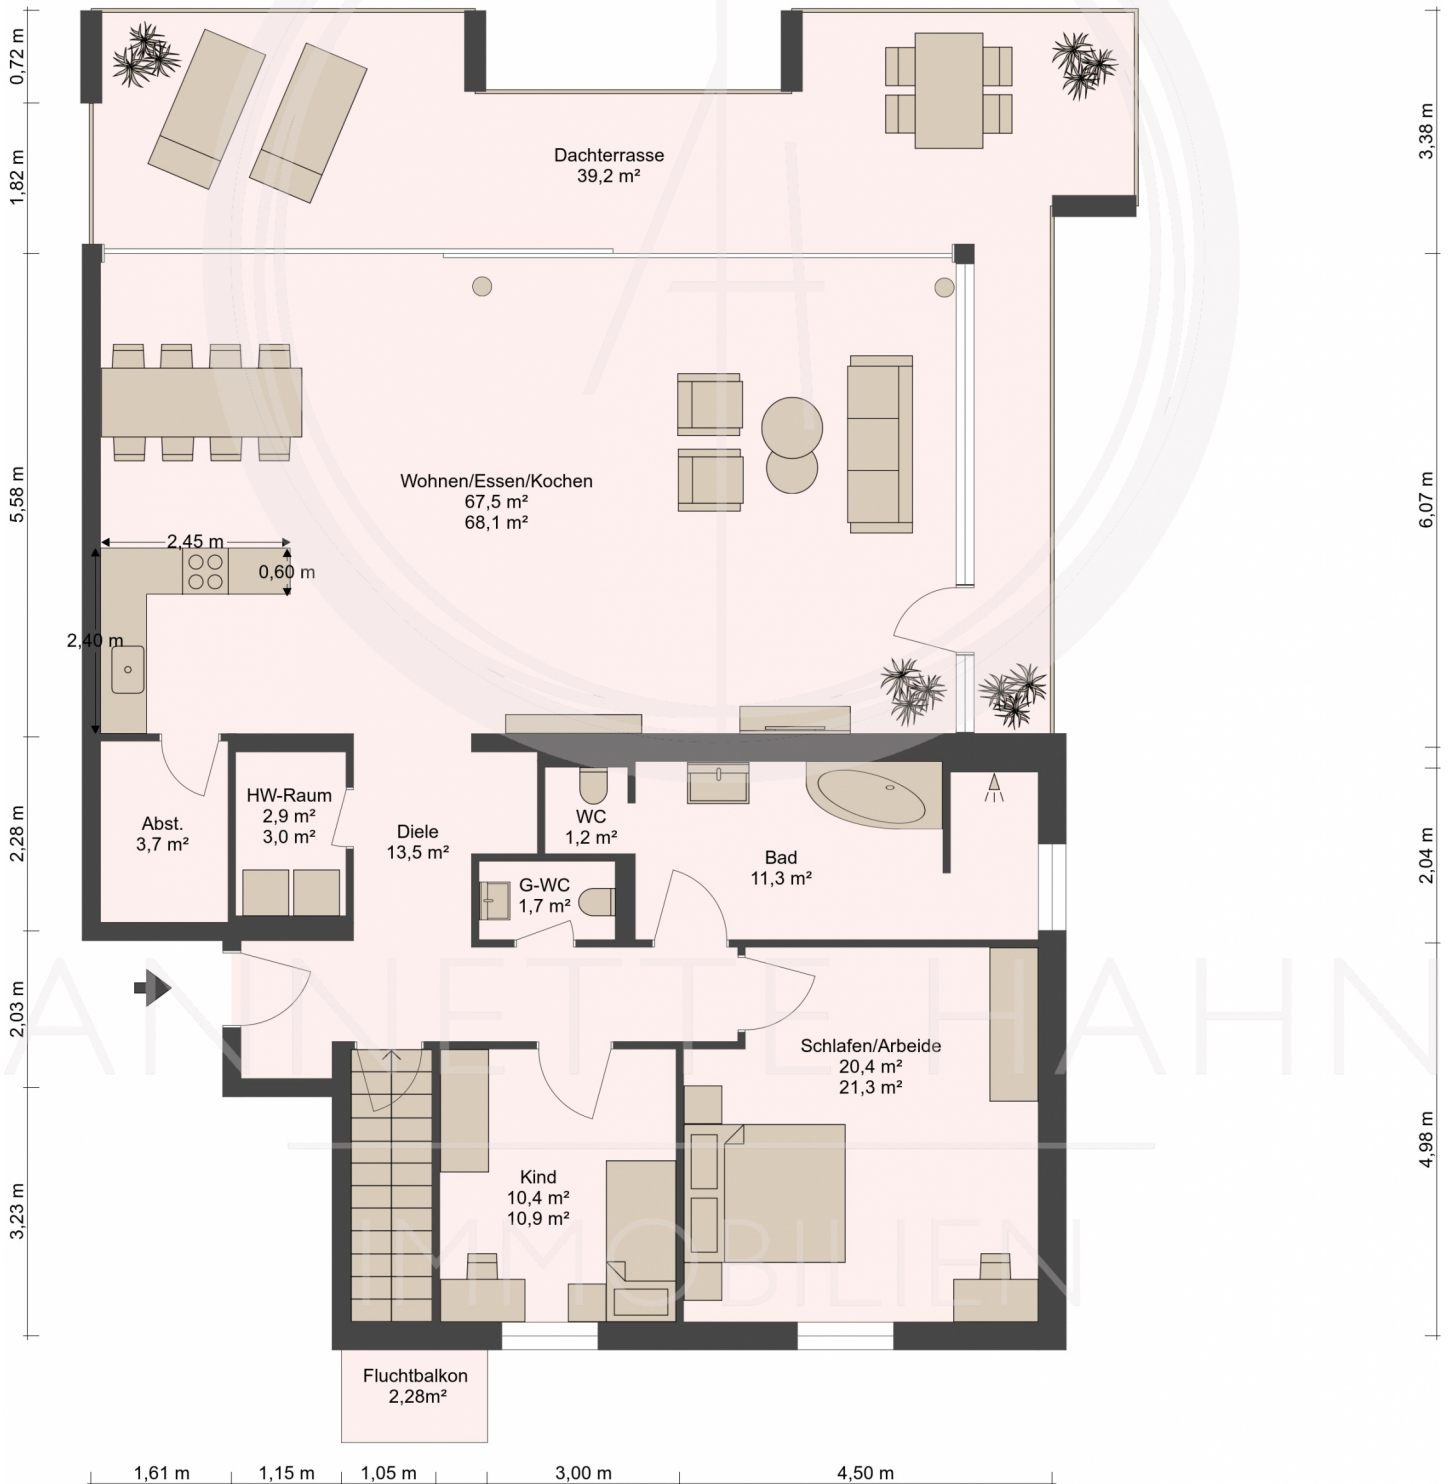 0,72 m
1,82 m
3,38 m
Dachterrasse
39,2 m²
5,58 m
6,07 m
Wohnen/Essen/Kochen
67,5 m²
68,1 m²
2,45 m
0,60 m
2,40 m
HW-Raum
2,9 m²
3,0 m²
Abst.
3,7 m²
Diele
13,5 m²
WC
1,2 m²
G-WC
1,7 m²
Bad
11,3 m²
2,28 m
2,04 m
2,03 m
ANNETTE HAHN
Schlafen/Arbeide
20,4 m²
21,3 m²
4,98 m
3,23 m
Kind
10,4 m²
10,9 m²
IMMOBILIEN
Fluchtbalkon
2,28m²
1,61 m 1,15 m 1,05 m 3,00 m 4,50 m